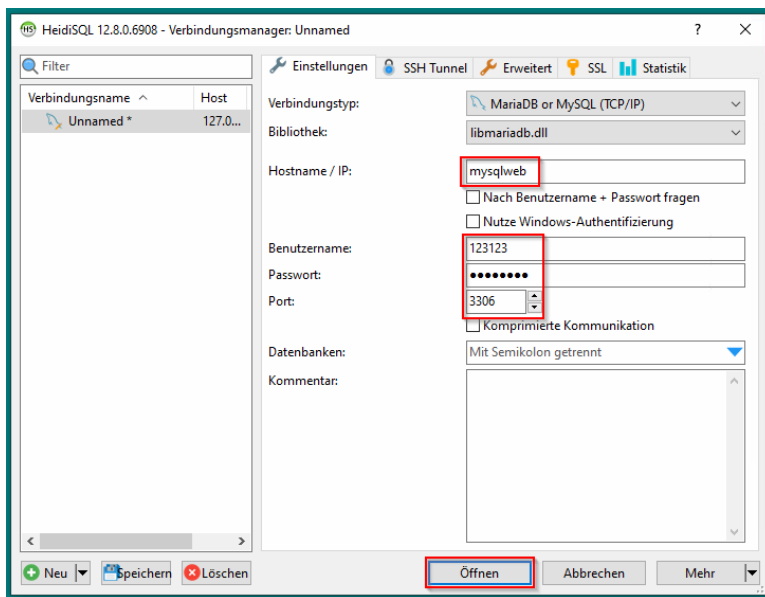 HeidiSQL 12.8.0.6908 - Verbindungsmanager: Unnamed
Filter
Verbindungsname Host
Unnamed * 127.0...
Einstellungen SSH Tunnel Erweitert SSL Statistik
Verbindungstyp: MariaDB or MySQL (TCP/IP)
Bibliothek: libmariadb.dll
Hostname / IP: mysqlweb
Nach Benutzername + Passwort fragen
Nutze Windows-Authentifizierung
Benutzername: 123123
Passwort: ●●●●●●●●
Port: 3306
Komprimierte Kommunikation
Datenbanken: Mit Semikolon getrennt
Kommentar:
Neu Speichern Löschen Öffnen Abbrechen Mehr